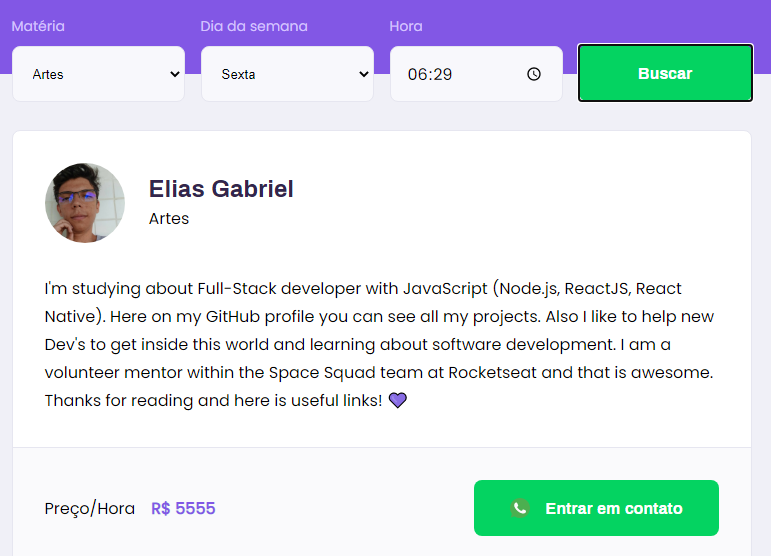 Matéria Dia da semana Hora
Artes Sexta 06:29 Buscar
Elias Gabriel
Artes
I'm studying about Full-Stack developer with JavaScript (Node.js, ReactJS, React
Native). Here on my GitHub profile you can see all my projects. Also I like to help new
Dev's to get inside this world and learning about software development. I am a
volunteer mentor within the Space Squad team at Rocketseat and that is awesome.
Thanks for reading and here is useful links! 💜
Preço/Hora R$ 5555 Entrar em contato